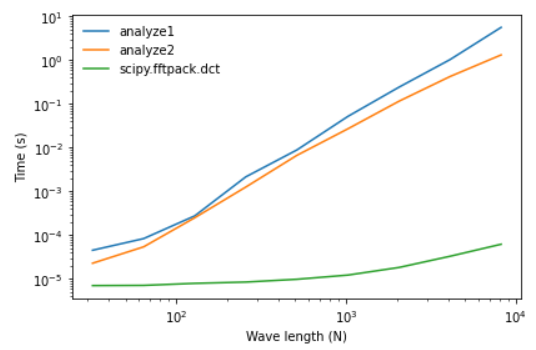 analyze1
analyze2
scipy.fftpack.dct
10¹
10⁰
10⁻¹
10⁻²
10⁻³
10⁻⁴
10⁻⁵
Time (s)
10² 10³ 10⁴
Wave length (N)